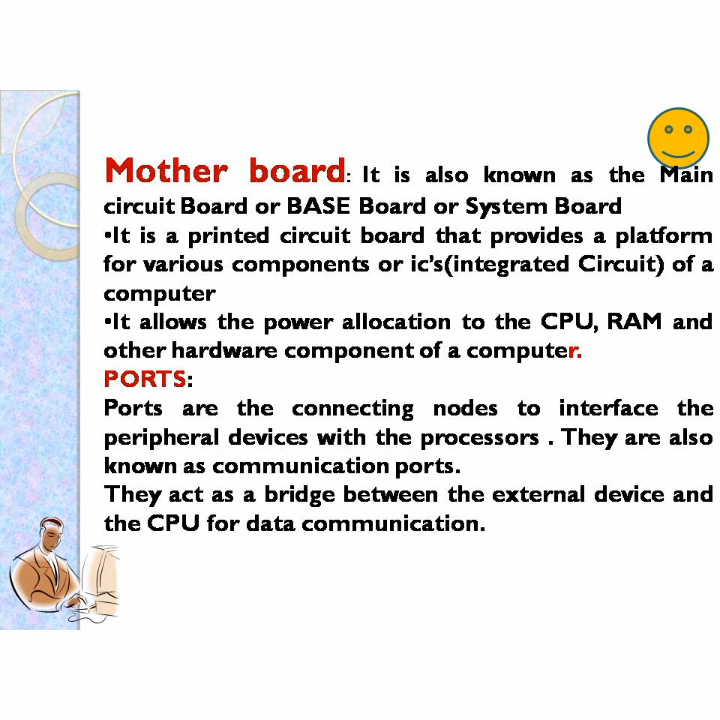 Mother board: It is also known as the Main
circuit Board or BASE Board or System Board
•It is a printed circuit board that provides a platform
for various components or ic's(integrated Circuit) of a
computer
•It allows the power allocation to the CPU, RAM and
other hardware component of a computer.
PORTS:
Ports are the connecting nodes to interface the
peripheral devices with the processors . They are also
known as communication ports.
They act as a bridge between the external device and
the CPU for data communication.